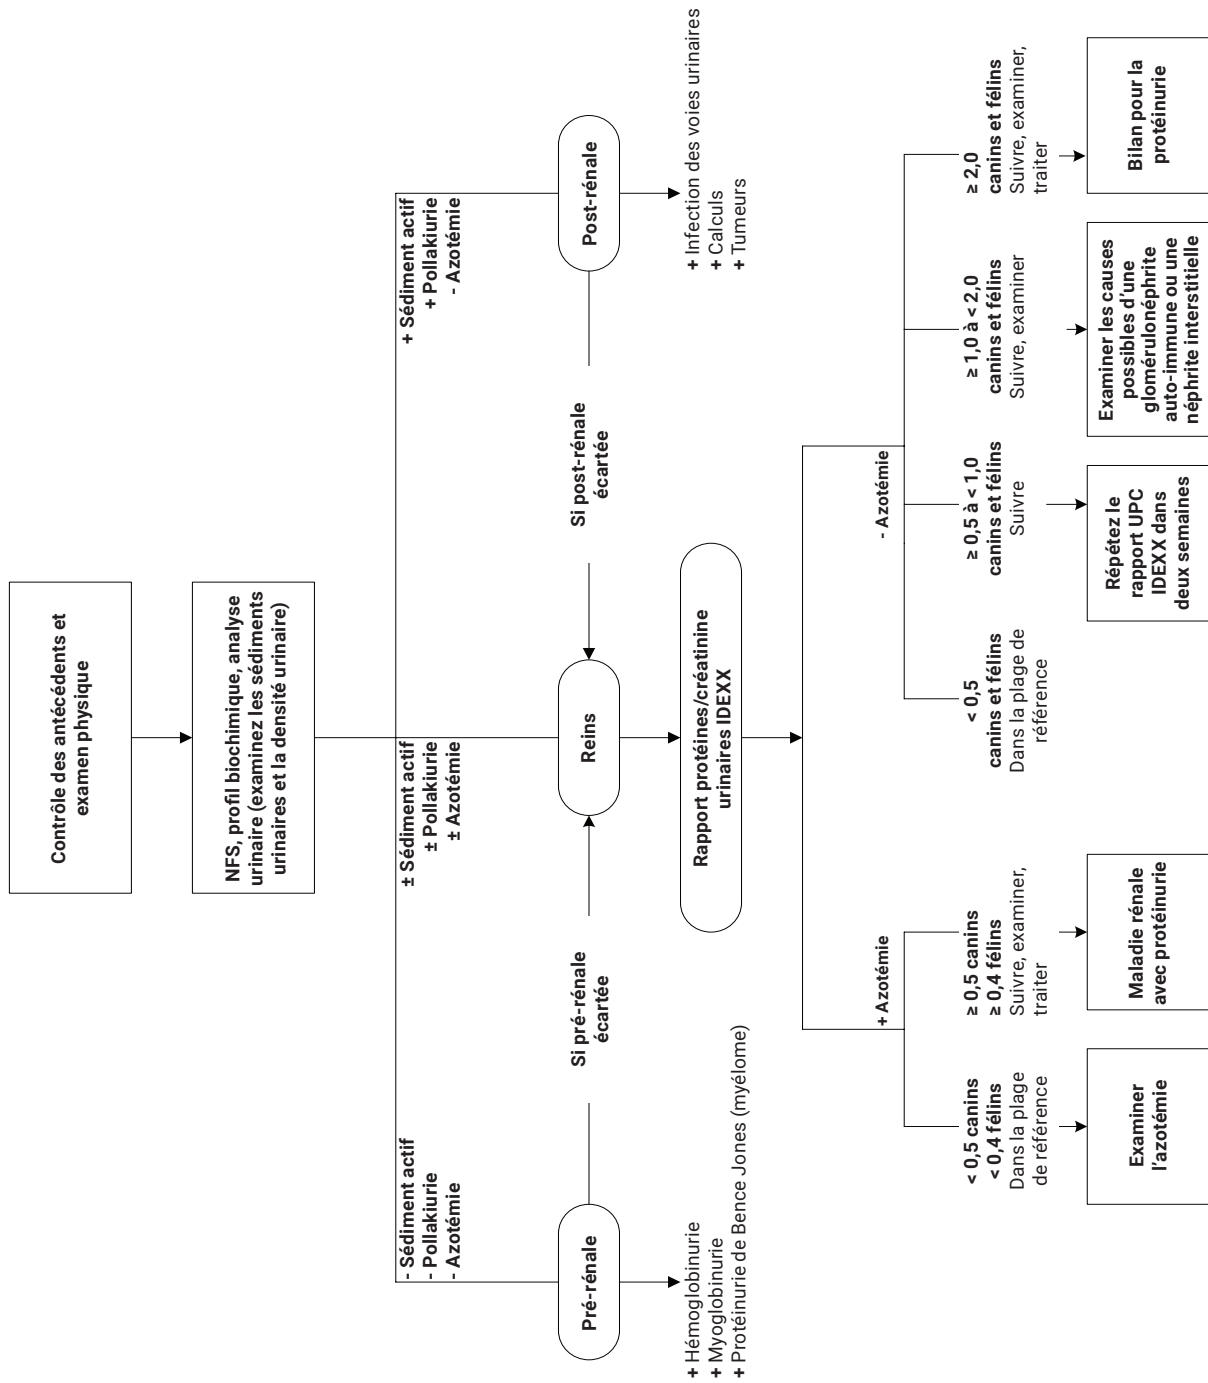 Contrôle des antécédents et
examen physique
NFS, profil biochimique, analyse
urinaire (examinez les sédiments
urinaires et la densité urinaire)
- Sédiment actif
- Pollakiurie
- Azotémie
± Sédiment actif
± Pollakiurie
± Azotémie
+ Sédiment actif
+ Pollakiurie
- Azotémie
Pré-rénale
Si pré-rénale
écartée
Reins
Si post-rénale
écartée
Post-rénale
+ Hémoglobinurie
+ Myoglobinurie
+ Protéinurie de Bence Jones (myélome)
Rapport protéines/créatinine
urinaires IDEXX
+ Infection des voies urinaires
+ Calculs
+ Tumeurs
+ Azotémie
- Azotémie
< 0,5 canins
< 0,4 félins
Dans la plage
de référence
≥ 0,5 canins
≥ 0,4 félins
Suivre, examiner,
traiter
< 0,5
canins et félins
Dans la plage de
référence
≥ 0,5 à < 1,0
canins et félins
Suivre
≥ 1,0 à < 2,0
canins et félins
Suivre, examiner
≥ 2,0
canins et félins
Suivre, examiner,
traiter
Examiner
l'azotémie
Maladie rénale
avec protéinurie
Répétez le
rapport UPC
IDEXX dans
deux semaines
Examiner les causes
possibles d'une
glomérulonéphrite
auto-immune ou une
néphrite interstitielle
Bilan pour la
protéinurie